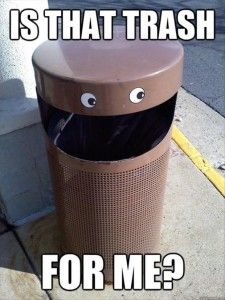 IS THAT TRASH
FOR ME?